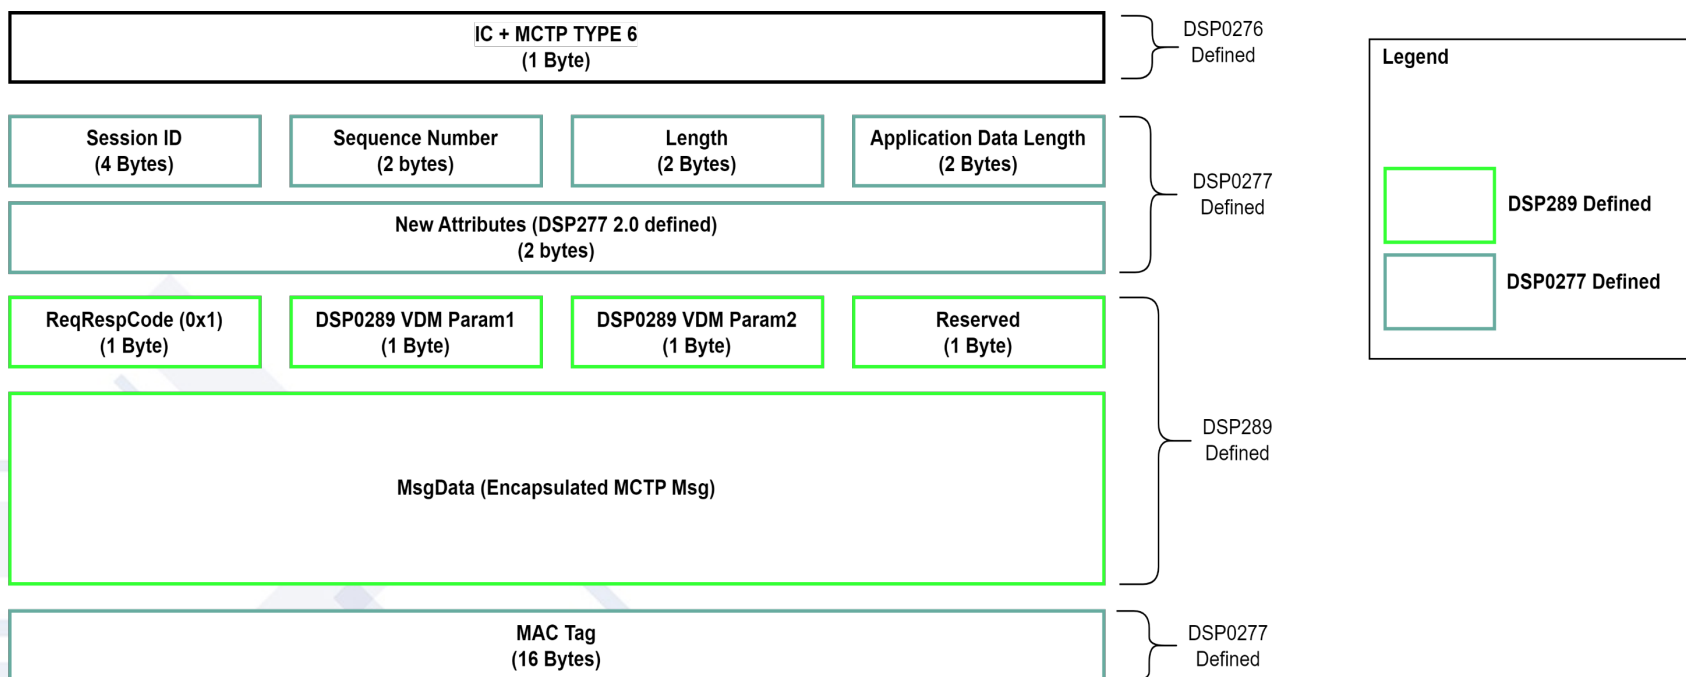 IC + MCTP TYPE 6
(1 Byte)
DSP0276
Defined
Legend
Session ID
(4 Bytes)
Sequence Number
(2 bytes)
Length
(2 Bytes)
Application Data Length
(2 Bytes)
DSP0277
Defined
New Attributes (DSP277 2.0 defined)
(2 bytes)
DSP289 Defined
DSP0277 Defined
ReqRespCode (0x1)
(1 Byte)
DSP0289 VDM Param1
(1 Byte)
DSP0289 VDM Param2
(1 Byte)
Reserved
(1 Byte)
DSP289
Defined
MsgData (Encapsulated MCTP Msg)
MAC Tag
(16 Bytes)
DSP0277
Defined